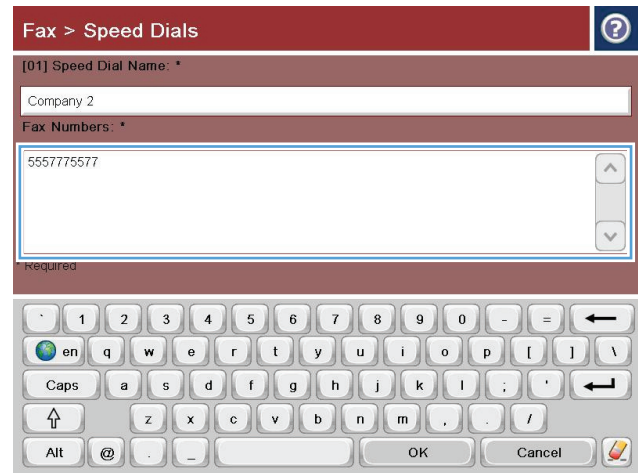 Fax > Speed Dials
?
[01] Speed Dial Name: *
Company 2
Fax Numbers: *
5557775577
* Required
` 1 2 3 4 5 6 7 8 9 0 - =
en q w e r t y u i o p [ ] \
Caps a s d f g h j k l ; '
z x c v b n m , . /
Alt @ . _ OK Cancel